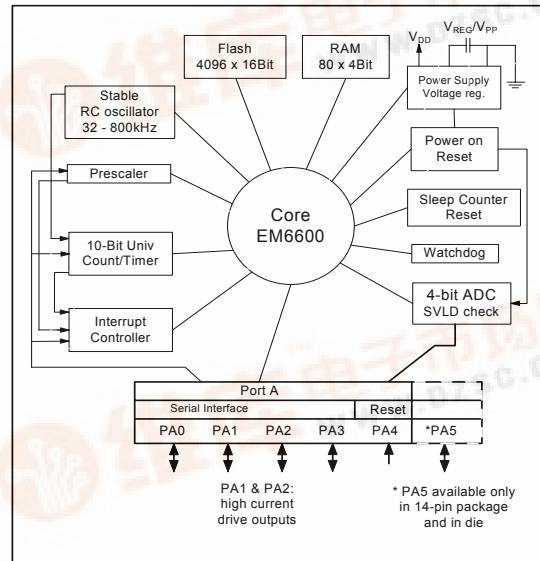 Flash
4096 x 16Bit
RAM
80 x 4Bit
VDD
VREG/VPP
Power Supply
Voltage reg.
Stable
RC oscillator
32 - 800kHz
Power on
Reset
Prescaler
Core
EM6600
Sleep Counter
Reset
10-Bit Univ
Count/Timer
Watchdog
4-bit ADC
SVLD check
Interrupt
Controller
Port A
Serial Interface
Reset
PA0 PA1 PA2 PA3 PA4 *PA5
PA1 & PA2:
high current
drive outputs
* PA5 available only
in 14-pin package
and in die